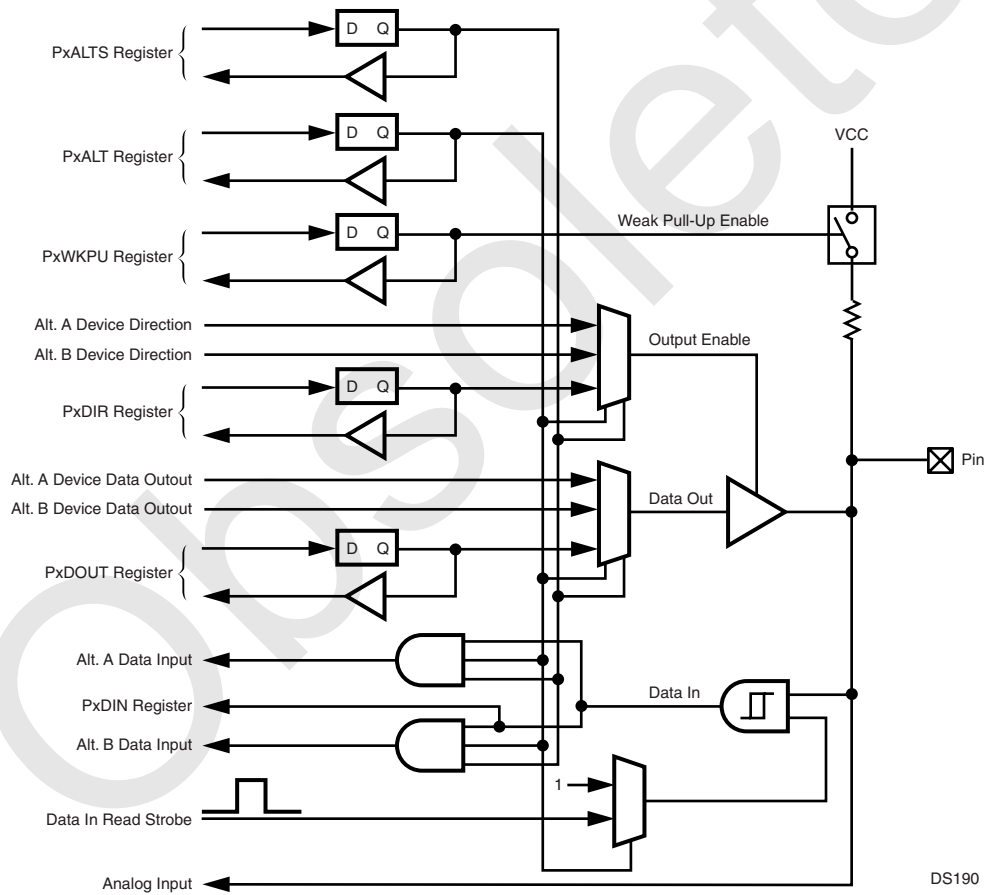 PxALTS Register
D Q
PxALT Register
D Q
VCC
PxWKPU Register
D Q
Weak Pull-Up Enable
Alt. A Device Direction
Alt. B Device Direction
Output Enable
PxDIR Register
D Q
Pin
Alt. A Device Data Outout
Alt. B Device Data Outout
Data Out
PxDOUT Register
D Q
Alt. A Data Input
PxDIN Register
Data In
Alt. B Data Input
1
Data In Read Strobe
Analog Input
DS190
Obsolete